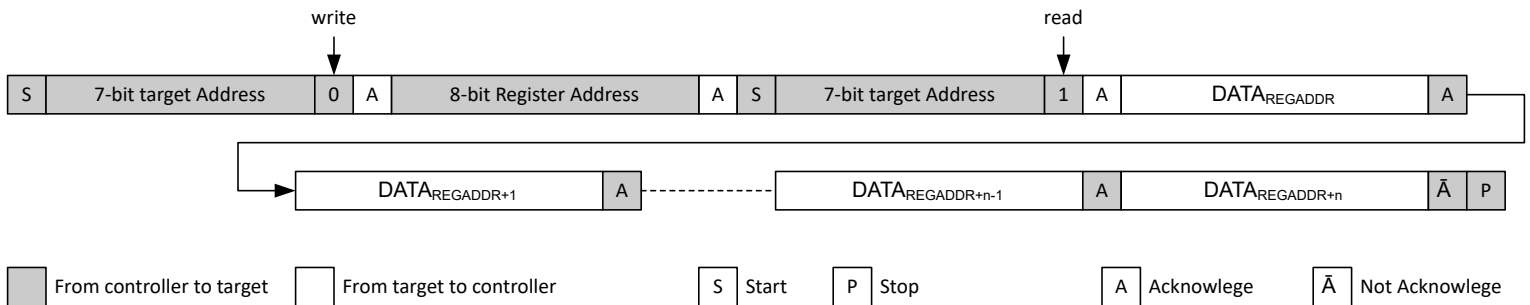 write read
S 7-bit target Address 0 A 8-bit Register Address A S 7-bit target Address 1 A DATAREGADDR A
DATAREGADDR+1 A DATAREGADDR+n-1 A DATAREGADDR+n Ā P
From controller to target From target to controller S Start P Stop A Acknowlege Ā Not Acknowlege